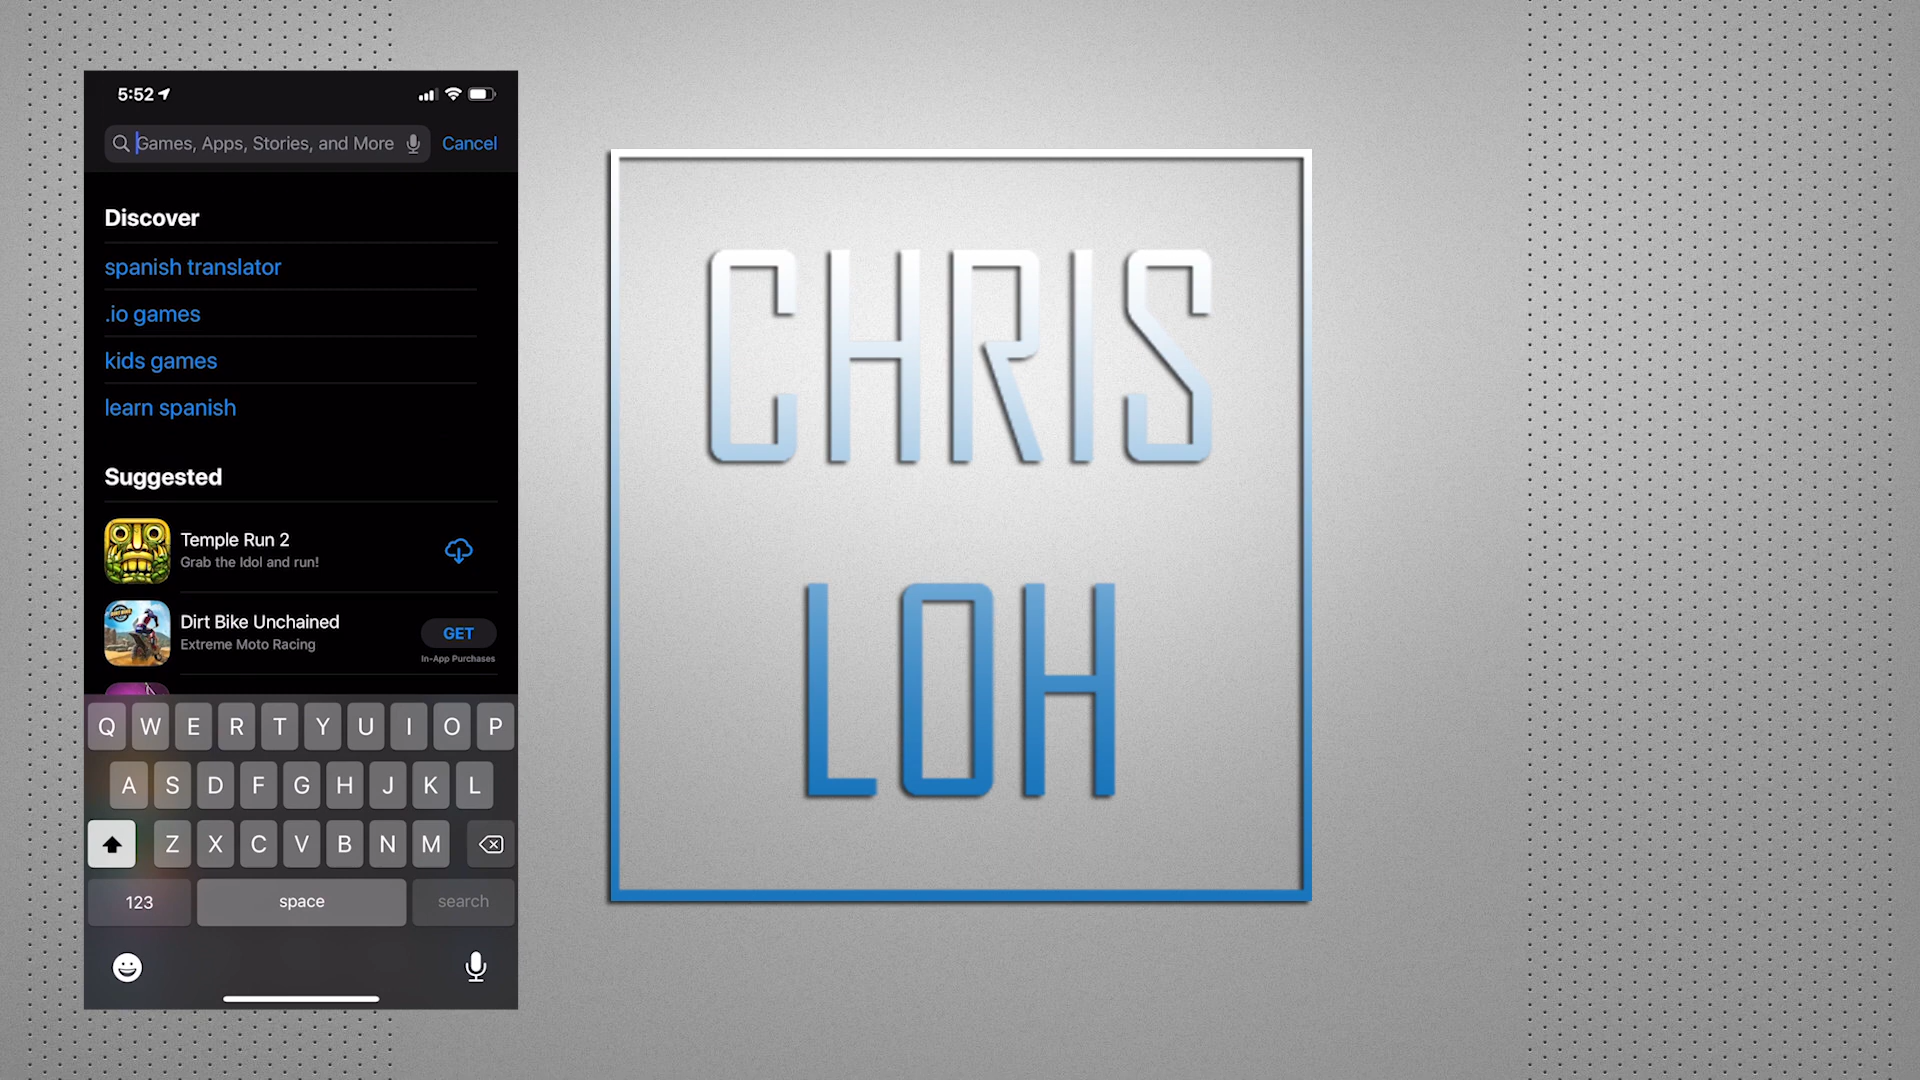 5:52
Games, Apps, Stories, and More
Cancel
Discover
spanish translator
.io games
kids games
learn spanish
Suggested
Temple Run 2
Grab the Idol and run!
Dirt Bike Unchained
Extreme Moto Racing
GET
In-App Purchases
Q W E R T Y U I O P
A S D F G H J K L
Z X C V B N M
123
space
search
CHRIS
LOH